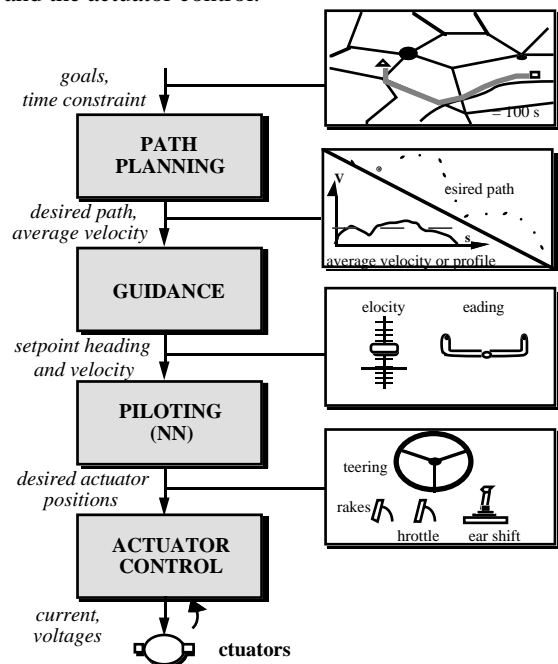 and the actuator control.
goals,
time constraint
= 100 s
PATH
PLANNING
desired path,
average velocity
V
esired path
s
average velocity or profile
GUIDANCE
setpoint heading
and velocity
elocity
eading
PILOTING
(NN)
desired actuator
positions
teering
rakes
hrottle
ear shift
ACTUATOR
CONTROL
current,
voltages
ctuators